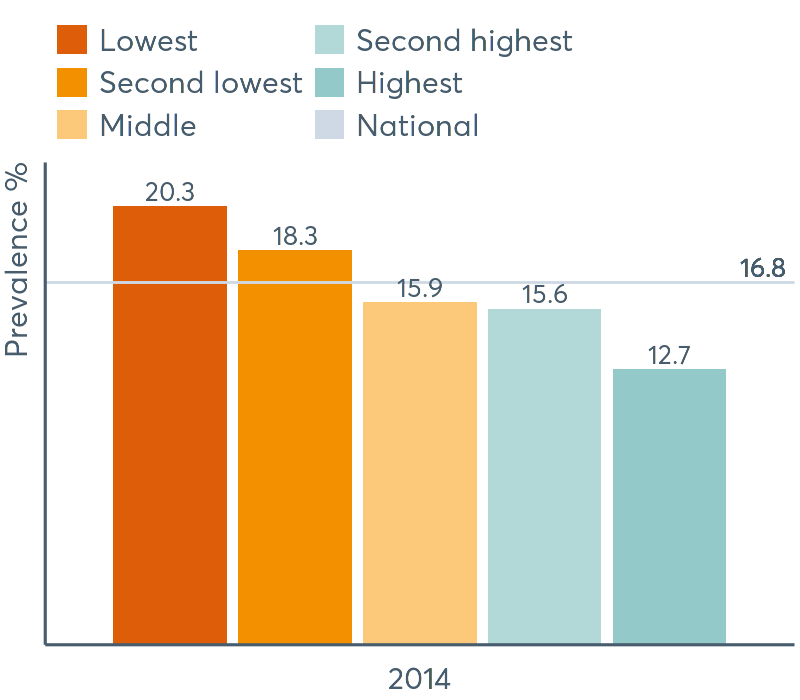 Lowest
Second lowest
Middle
Second highest
Highest
National
Prevalence %
20.3
18.3
15.9
15.6
12.7
16.8
2014